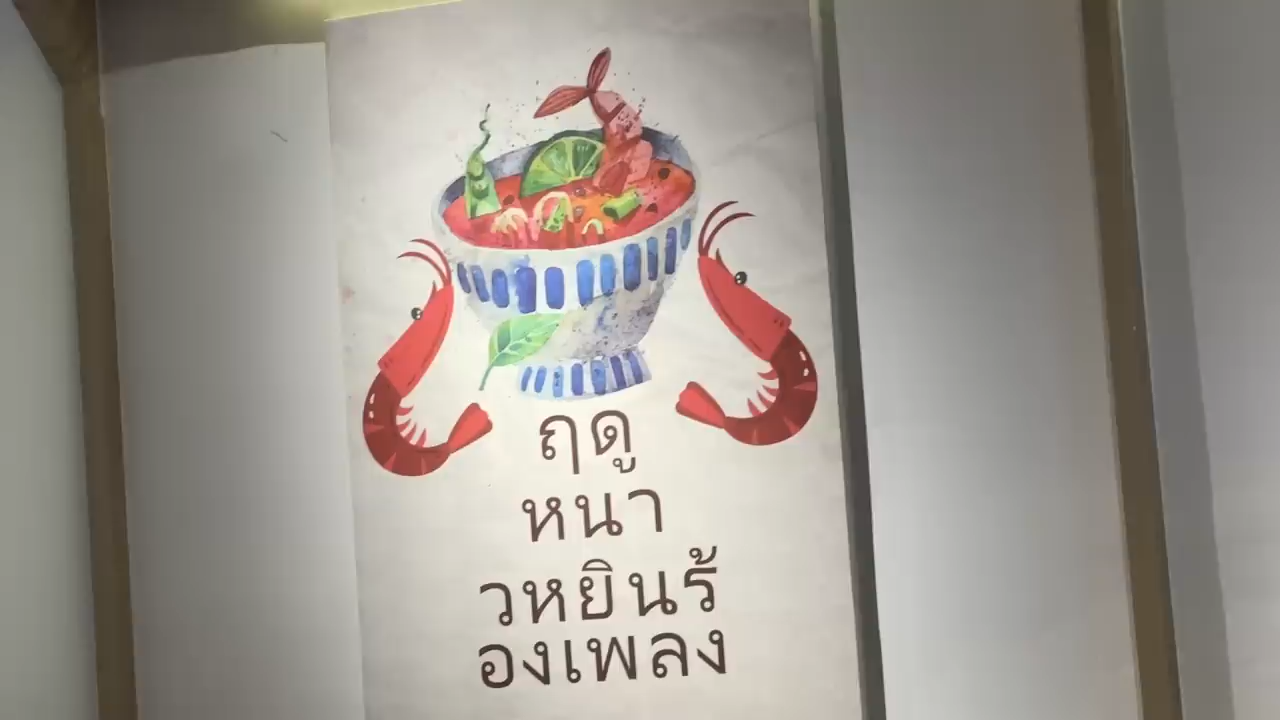 ฤดู
หนา
วหยินร้
องเพลง